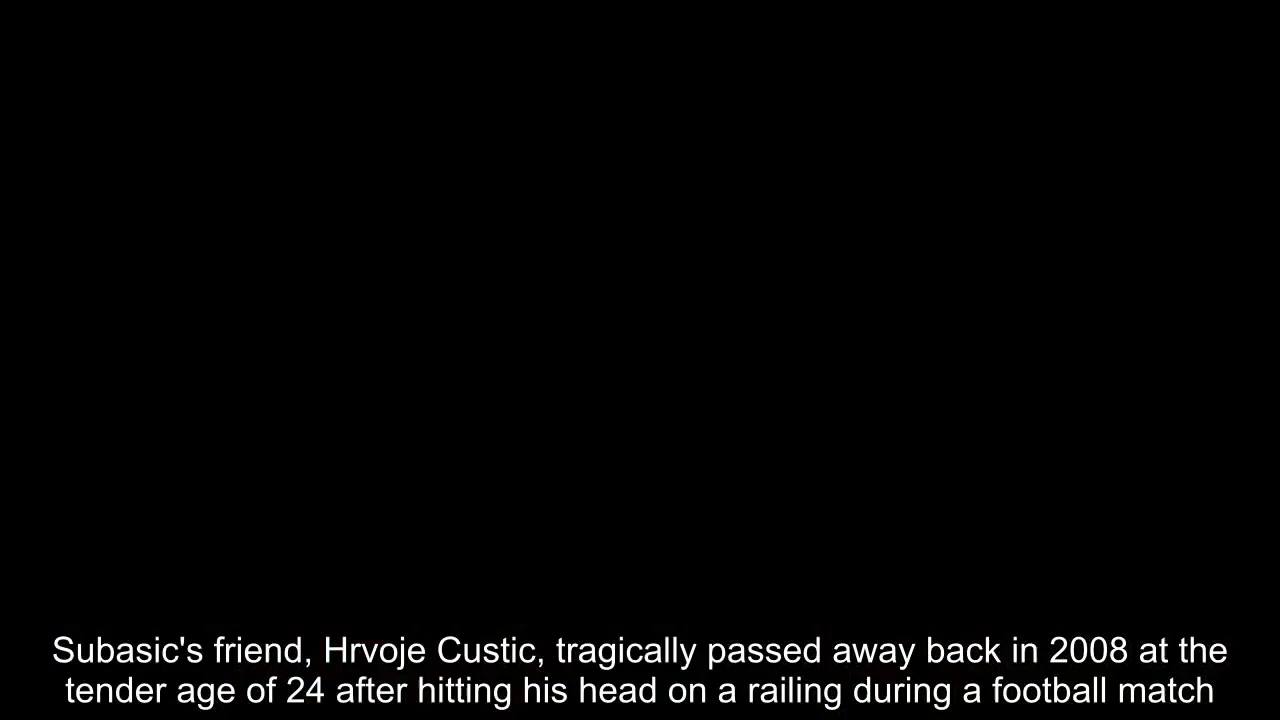 Subasic's friend, Hrvoje Custic, tragically passed away back in 2008 at the
tender age of 24 after hitting his head on a railing during a football match